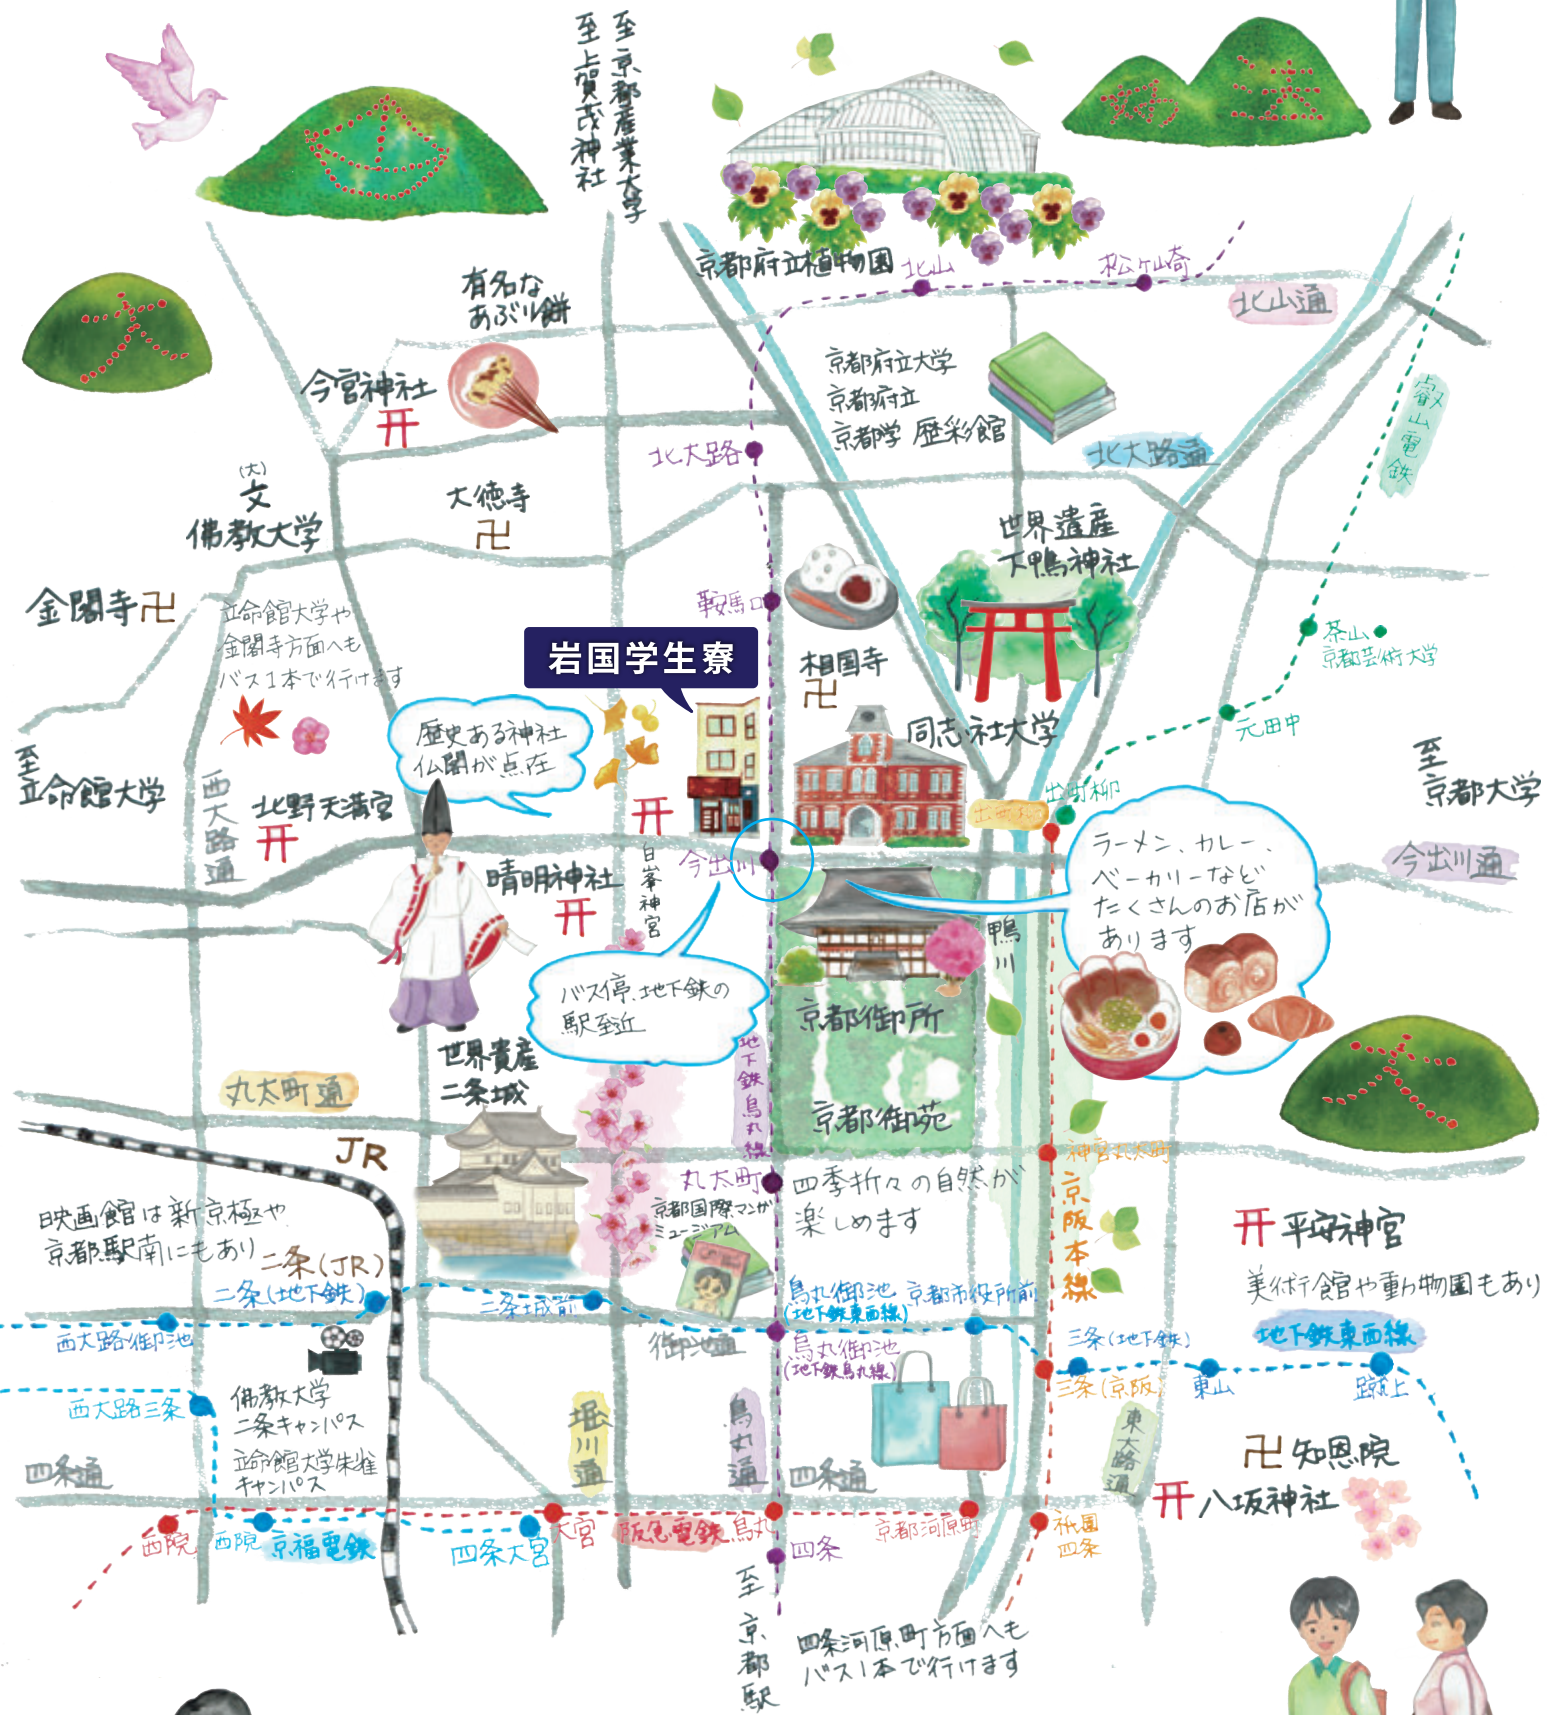 至 京都産業大学
至 上賀茂神社
妙
法
大
京都府立植物園
北山
松ヶ崎
北山通
有名な
あぶり餅
今宮神社
京都府立大学
京都府立
京都学 歴彩館
叡山電鉄
北大路
北大路通
(大)
文
佛教大学
大徳寺
世界遺産
下鴨神社
金閣寺
立命館大学や
金閣寺方面へも
バス1本で行けます
鞍馬口
茶山
京都芸術大学
岩国学生寮
相国寺
歴史ある神社
仏閣が点在
同志社大学
元田中
至 立命館大学
西大路通
北野天満宮
出町柳
出町柳
至 京都大学
ラーメン、カレー、
ベーカリーなど
たくさんのお店が
あります
今出川
今出川通
白峯神宮
晴明神社
鴨川
バス停、地下鉄の
駅至近
京都御所
世界遺産
二条城
地下鉄烏丸線
丸太町通
京都御苑
大
JR
神宮丸太町
丸太町
四季折々の自然が
楽しめます
京都国際マンガ
ミュージアム
京阪本線
映画館は新京極や
京都駅南にもあり
平安神宮
美術館や動物園もあり
二条(JR)
二条(地下鉄)
二条城前
烏丸御池
(地下鉄東西線)
京都市役所前
地下鉄東西線
西大路御池
御池通
烏丸御池
(地下鉄烏丸線)
三条(地下鉄)
三条(京阪)
東山
蹴上
西大路三条
佛教大学
二条キャンパス
立命館大学朱雀
キャンパス
堀川通
烏丸通
東大路通
四条通
四条通
知恩院
八坂神社
西院
西院
京福電鉄
四条大宮
大宮
阪急電鉄
烏丸
四条
京都河原町
祇園
四条
至 京都駅
四条河原町方面へも
バス1本で行けます